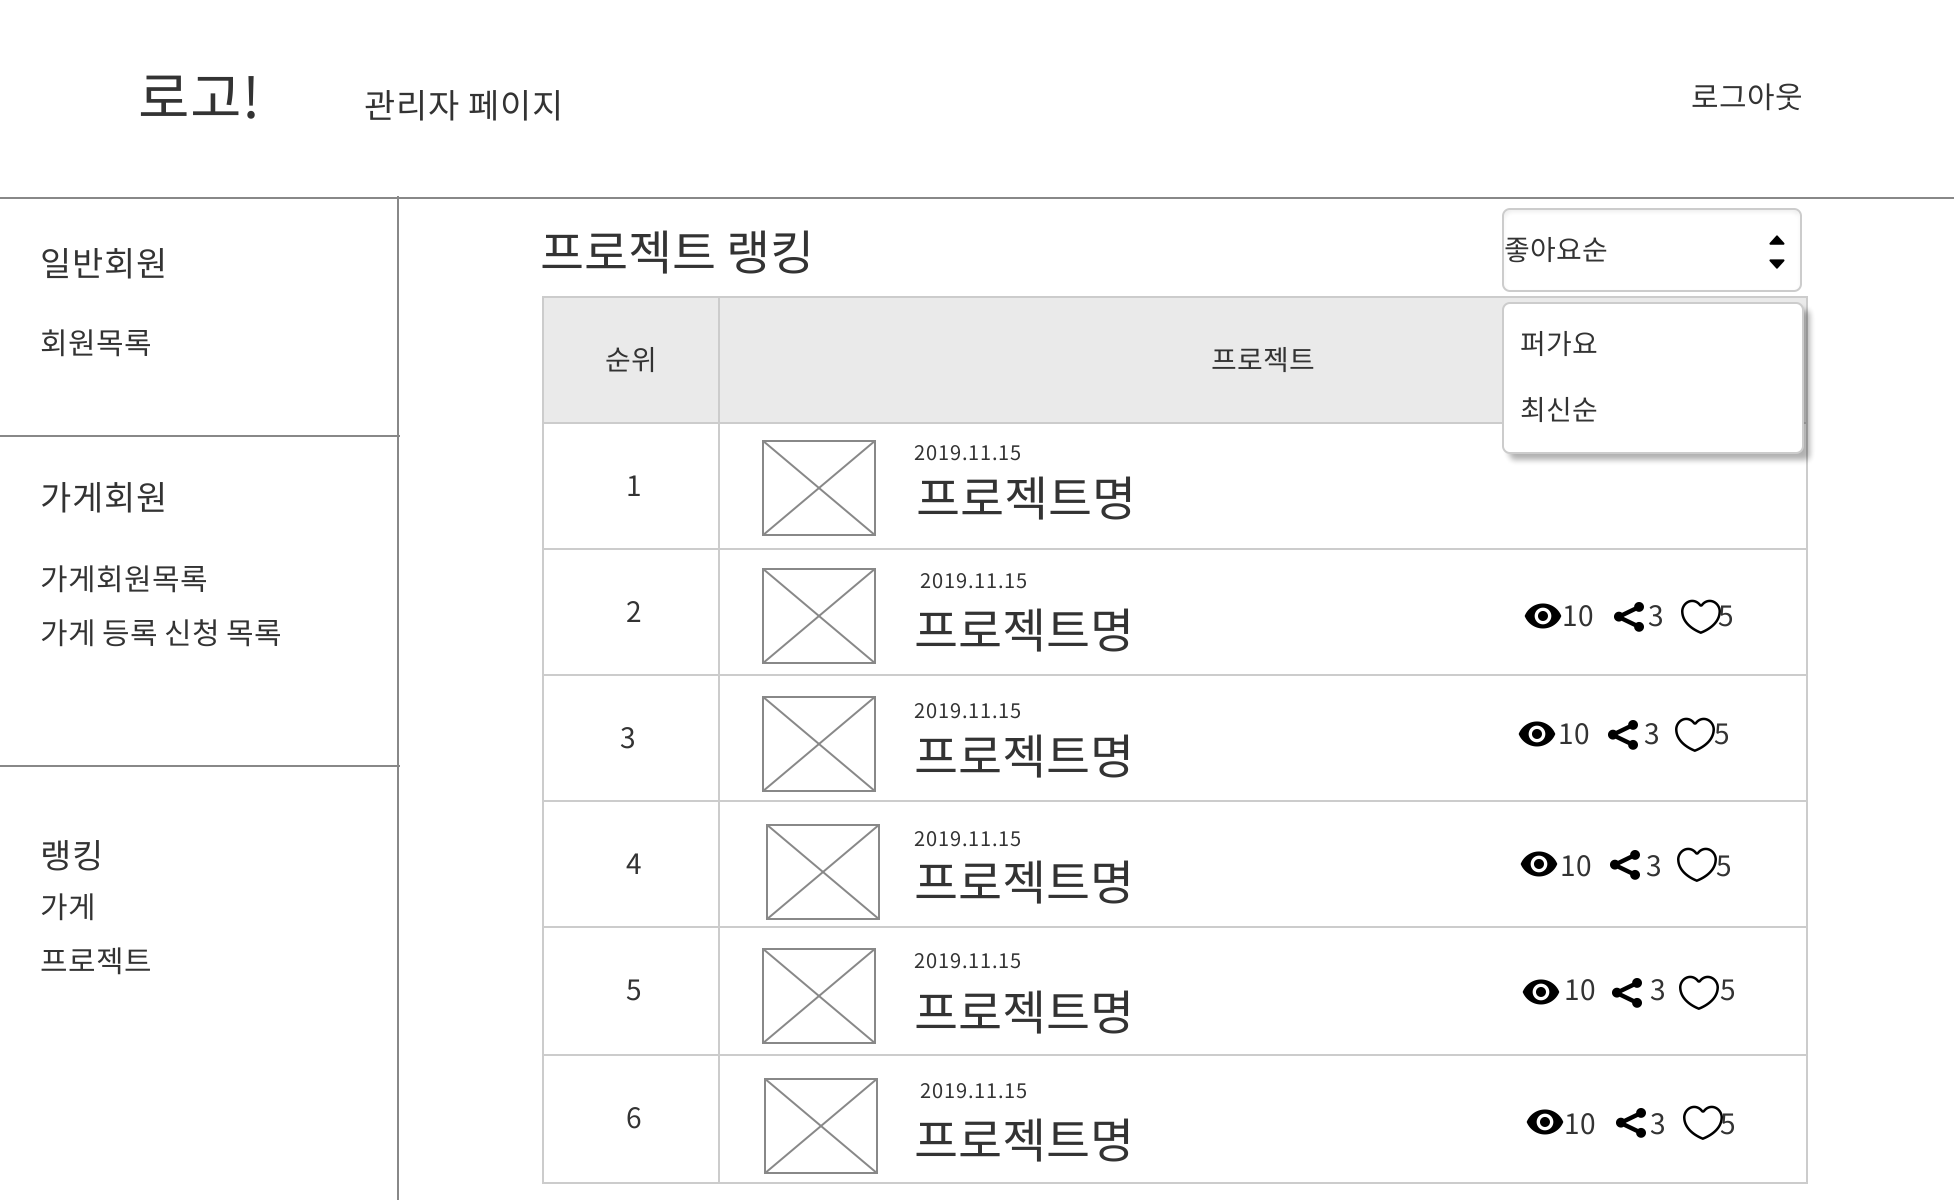 로고!
관리자 페이지
로그아웃
일반회원
회원목록
가게회원
가게회원목록
가게 등록 신청 목록
랭킹
가게
프로젝트
프로젝트 랭킹
좋아요순
퍼가요
최신순
순위
프로젝트
1
2019.11.15
프로젝트명
2
2019.11.15
프로젝트명
10 3 5
3
2019.11.15
프로젝트명
10 3 5
4
2019.11.15
프로젝트명
10 3 5
5
2019.11.15
프로젝트명
10 3 5
6
2019.11.15
프로젝트명
10 3 5